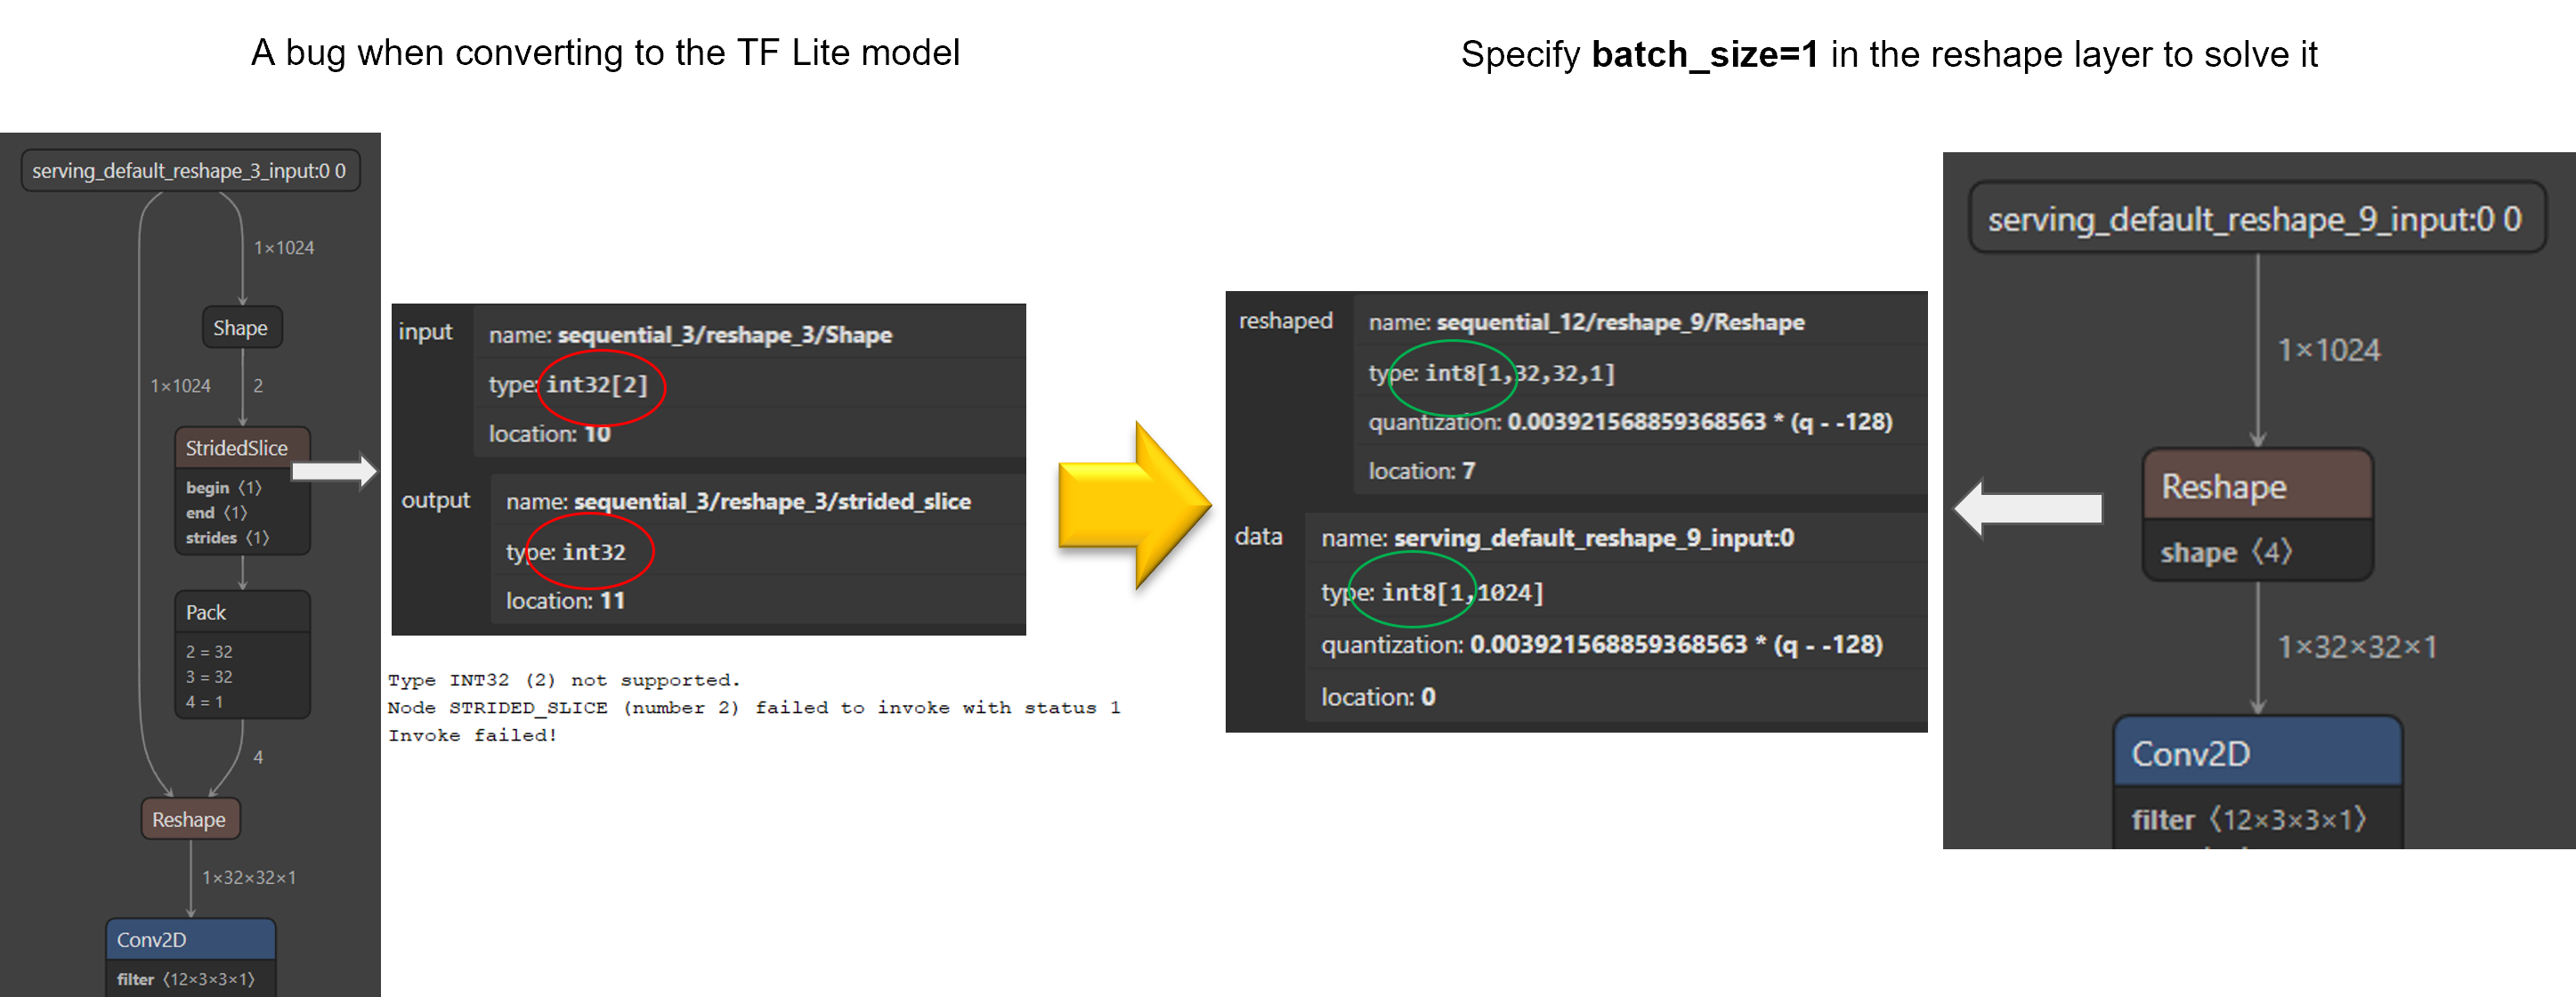 A bug when converting to the TF Lite model
Specify batch_size=1 in the reshape layer to solve it
serving_default_reshape_3_input:0 0
1×1024
Shape
1×1024
2
StridedSlice
begin ⟨1⟩
end ⟨1⟩
strides ⟨1⟩
Pack
2 = 32
3 = 32
4 = 1
4
Reshape
1×32×32×1
Conv2D
filter ⟨12×3×3×1⟩
input
name: sequential_3/reshape_3/Shape
type: int32[2]
location: 10
output
name: sequential_3/reshape_3/strided_slice
type: int32
location: 11
Type INT32 (2) not supported.
Node STRIDED_SLICE (number 2) failed to invoke with status 1
Invoke failed!
reshaped
name: sequential_12/reshape_9/Reshape
type: int8[1,32,32,1]
quantization: 0.003921568859368563 * (q - -128)
location: 7
data
name: serving_default_reshape_9_input:0
type: int8[1,1024]
quantization: 0.003921568859368563 * (q - -128)
location: 0
serving_default_reshape_9_input:0 0
1×1024
Reshape
shape ⟨4⟩
1×32×32×1
Conv2D
filter ⟨12×3×3×1⟩